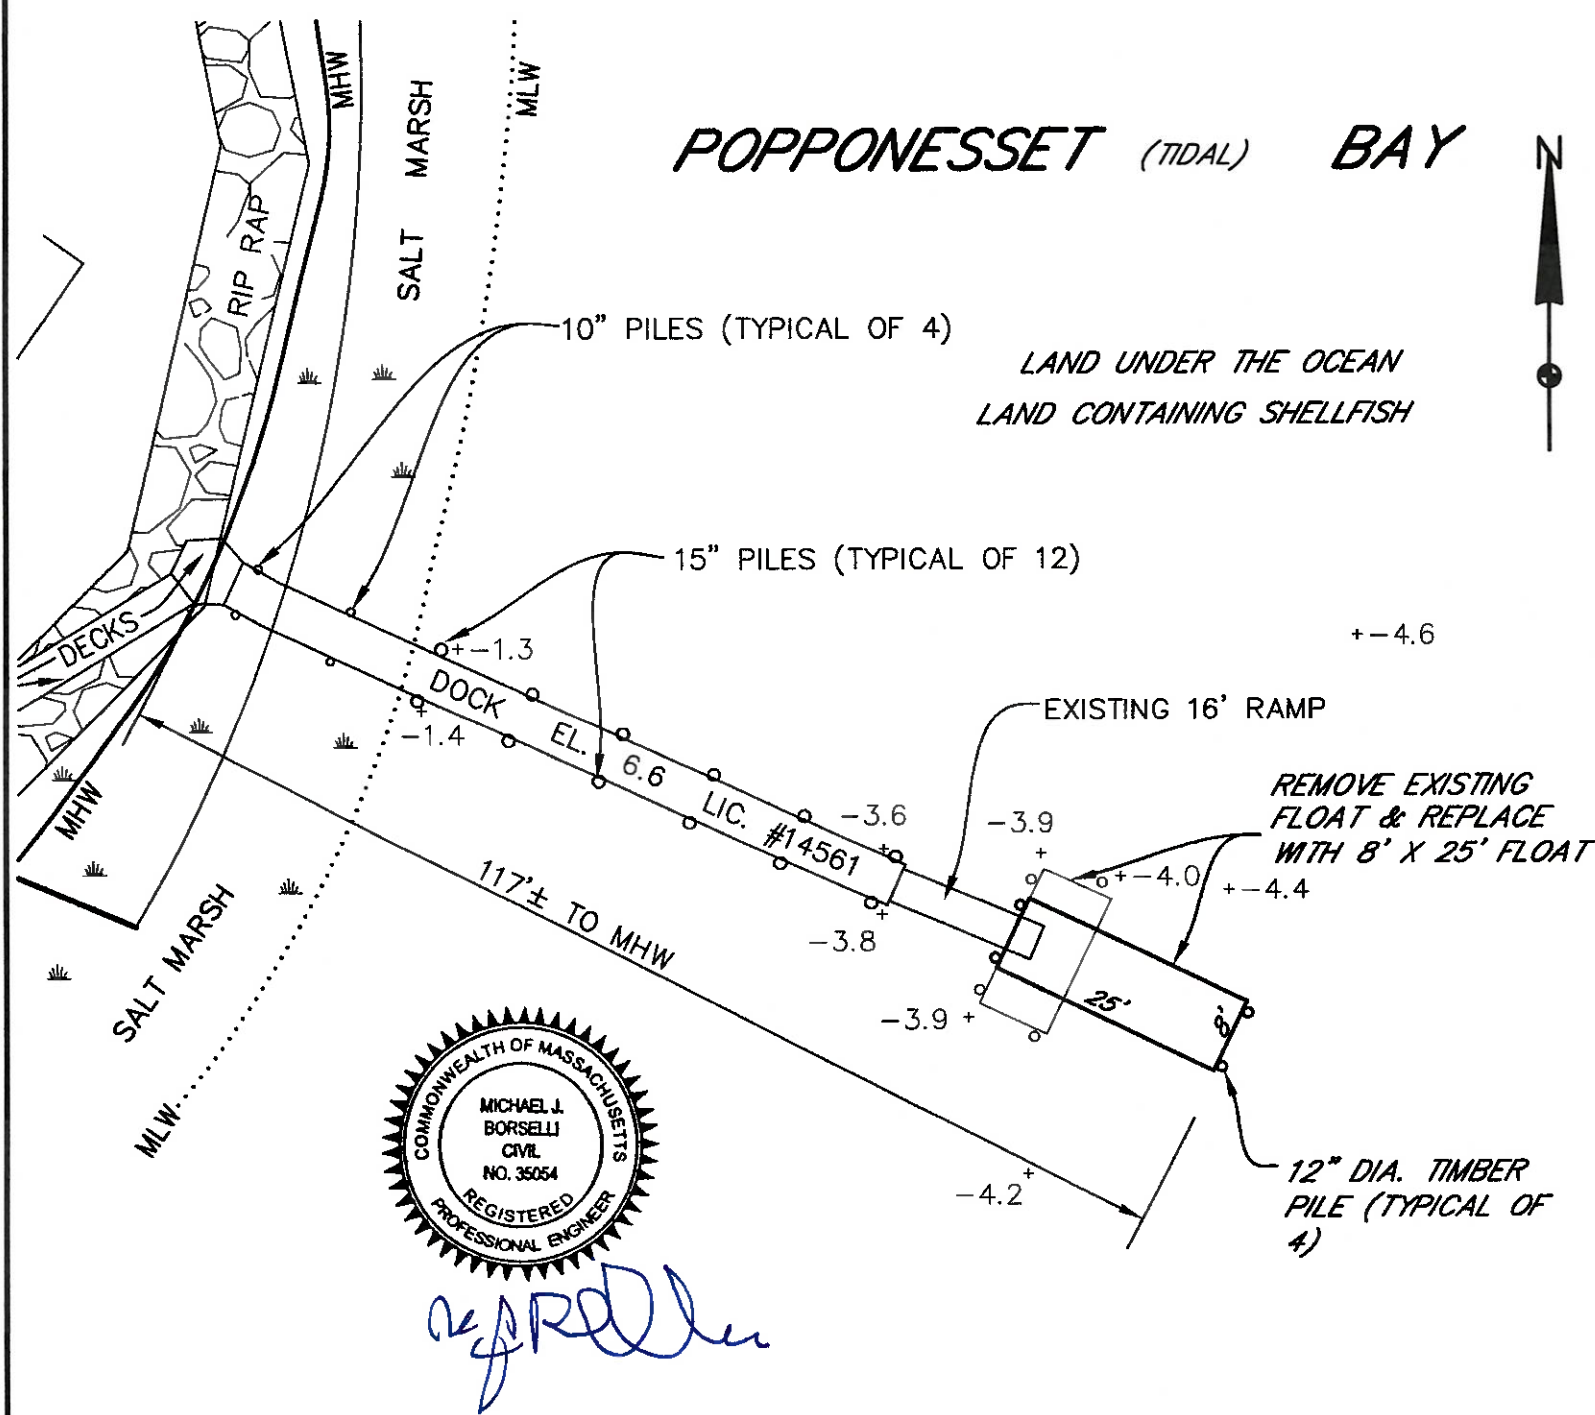 POPPONESSET (TIDAL) BAY
N
MHW
SALT MARSH
MLW
RIP RAP
10" PILES (TYPICAL OF 4)
LAND UNDER THE OCEAN
LAND CONTAINING SHELLFISH
15" PILES (TYPICAL OF 12)
DECKS
+-1.3
+-4.6
DOCK EL. 6.6 LIC. #14561
+
-1.4
EXISTING 16' RAMP
REMOVE EXISTING
FLOAT & REPLACE
WITH 8' X 25' FLOAT
-3.6
+
-3.9
+
+-4.0
+-4.4
MHW
117'± TO MHW
+
-3.8
SALT MARSH
25'
8'
-3.9 +
MLW
COMMONWEALTH OF MASSACHUSETTS
MICHAEL J.
BORSELLI
CIVIL
NO. 35054
REGISTERED
PROFESSIONAL ENGINEER
-4.2 +
12" DIA. TIMBER
PILE (TYPICAL OF
4)